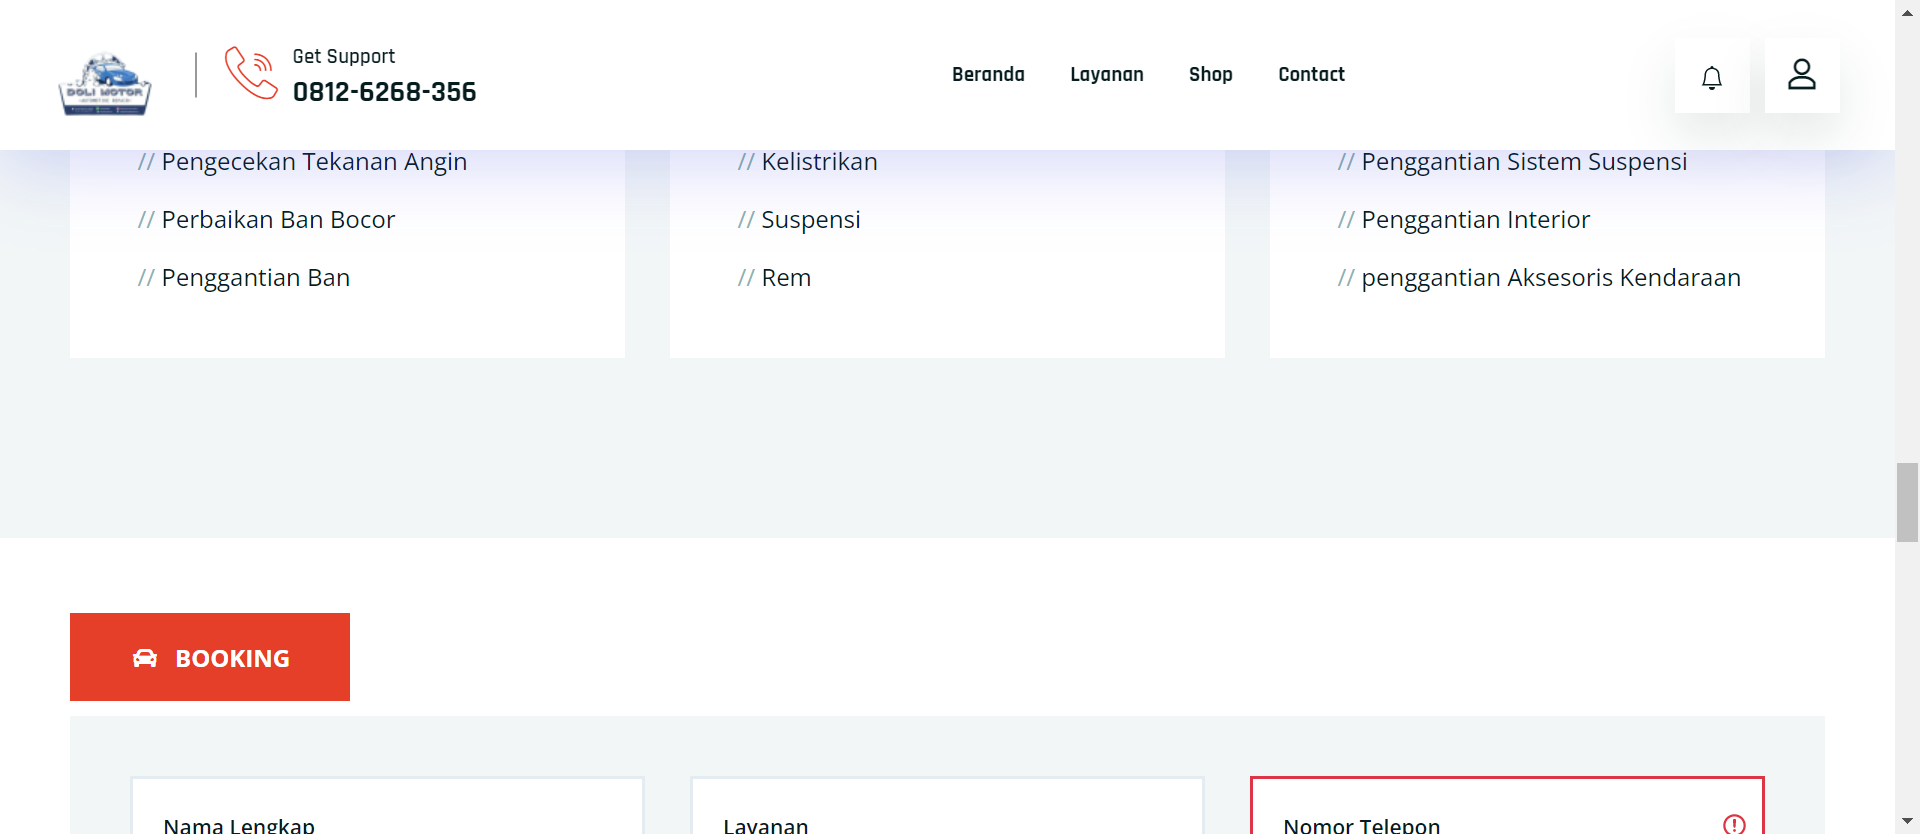 DOLI MOTOR
Get Support
0812-6268-356
Beranda
Layanan
Shop
Contact
// Pengecekan Tekanan Angin
// Perbaikan Ban Bocor
// Penggantian Ban
// Kelistrikan
// Suspensi
// Rem
// Penggantian Sistem Suspensi
// Penggantian Interior
// penggantian Aksesoris Kendaraan
BOOKING
Nama Lengkap
Layanan
Nomor Telepon